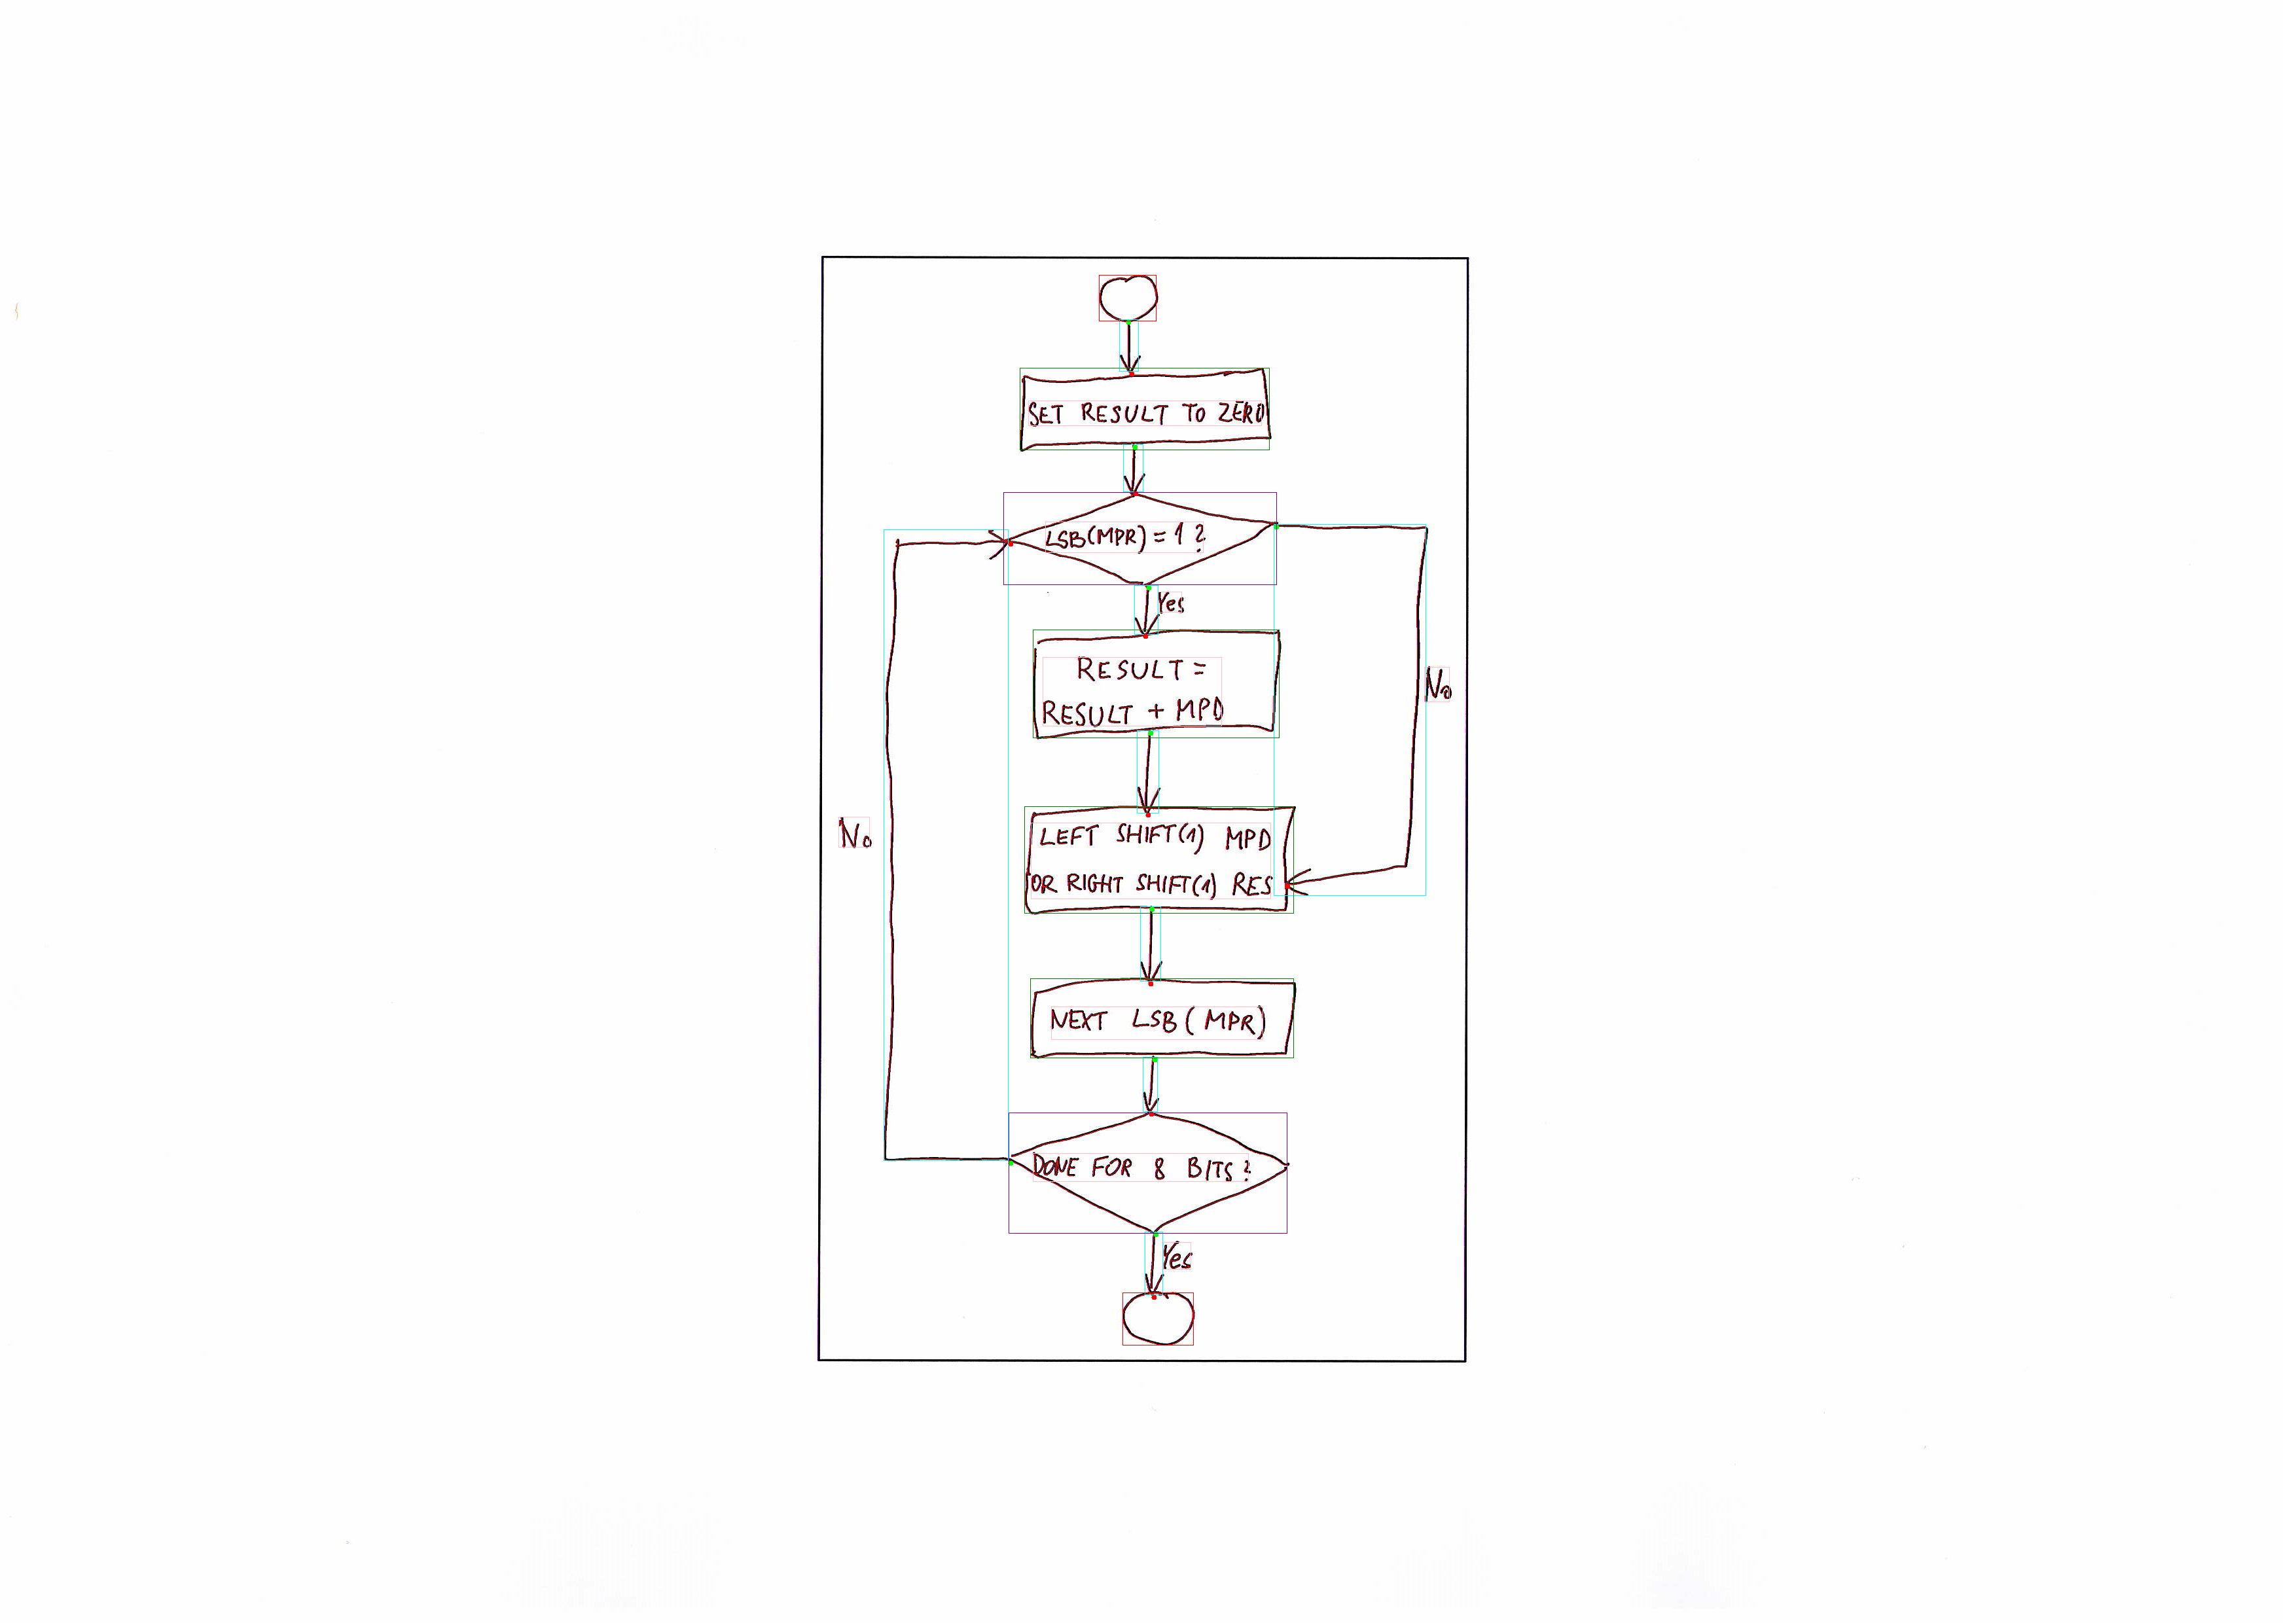 SET RESULT TO ZERO
LSB(MPR) = 1 ?
Yes
RESULT =
RESULT + MPD
No
LEFT SHIFT(1) MPD
OR RIGHT SHIFT(1) RES
No
NEXT LSB ( MPR)
DONE FOR 8 BITS ?
Yes